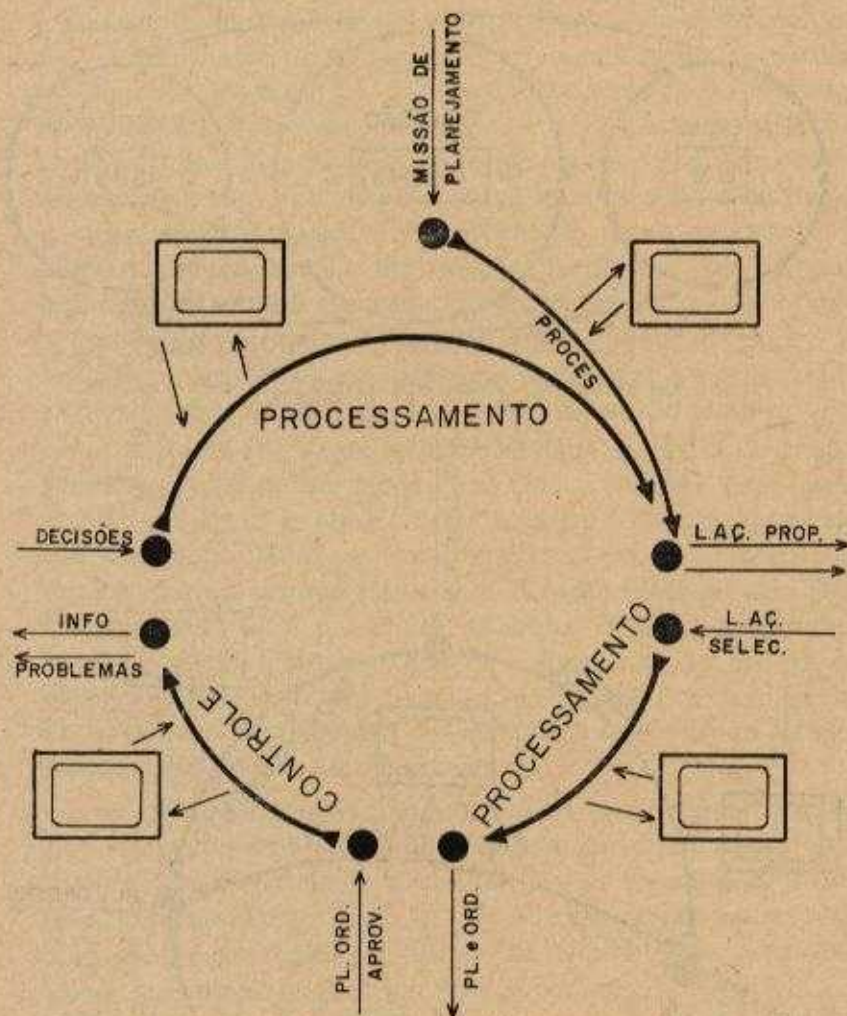 MISSÃO DE
PLANEJAMENTO
PROCES
PROCESSAMENTO
DECISÕES
L.AÇ. PROP.
INFO
PROBLEMAS
L. AÇ.
SELEC.
PROCESSAMENTO
CONTROLE
PL. ORD.
APROV.
PL. e ORD.